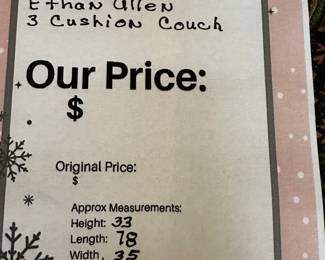 Ethan Allen
3 Cushion Couch
Our Price:
$
Original Price:
$
Approx Measurements:
Height: 33
Length: 78
Width, 35